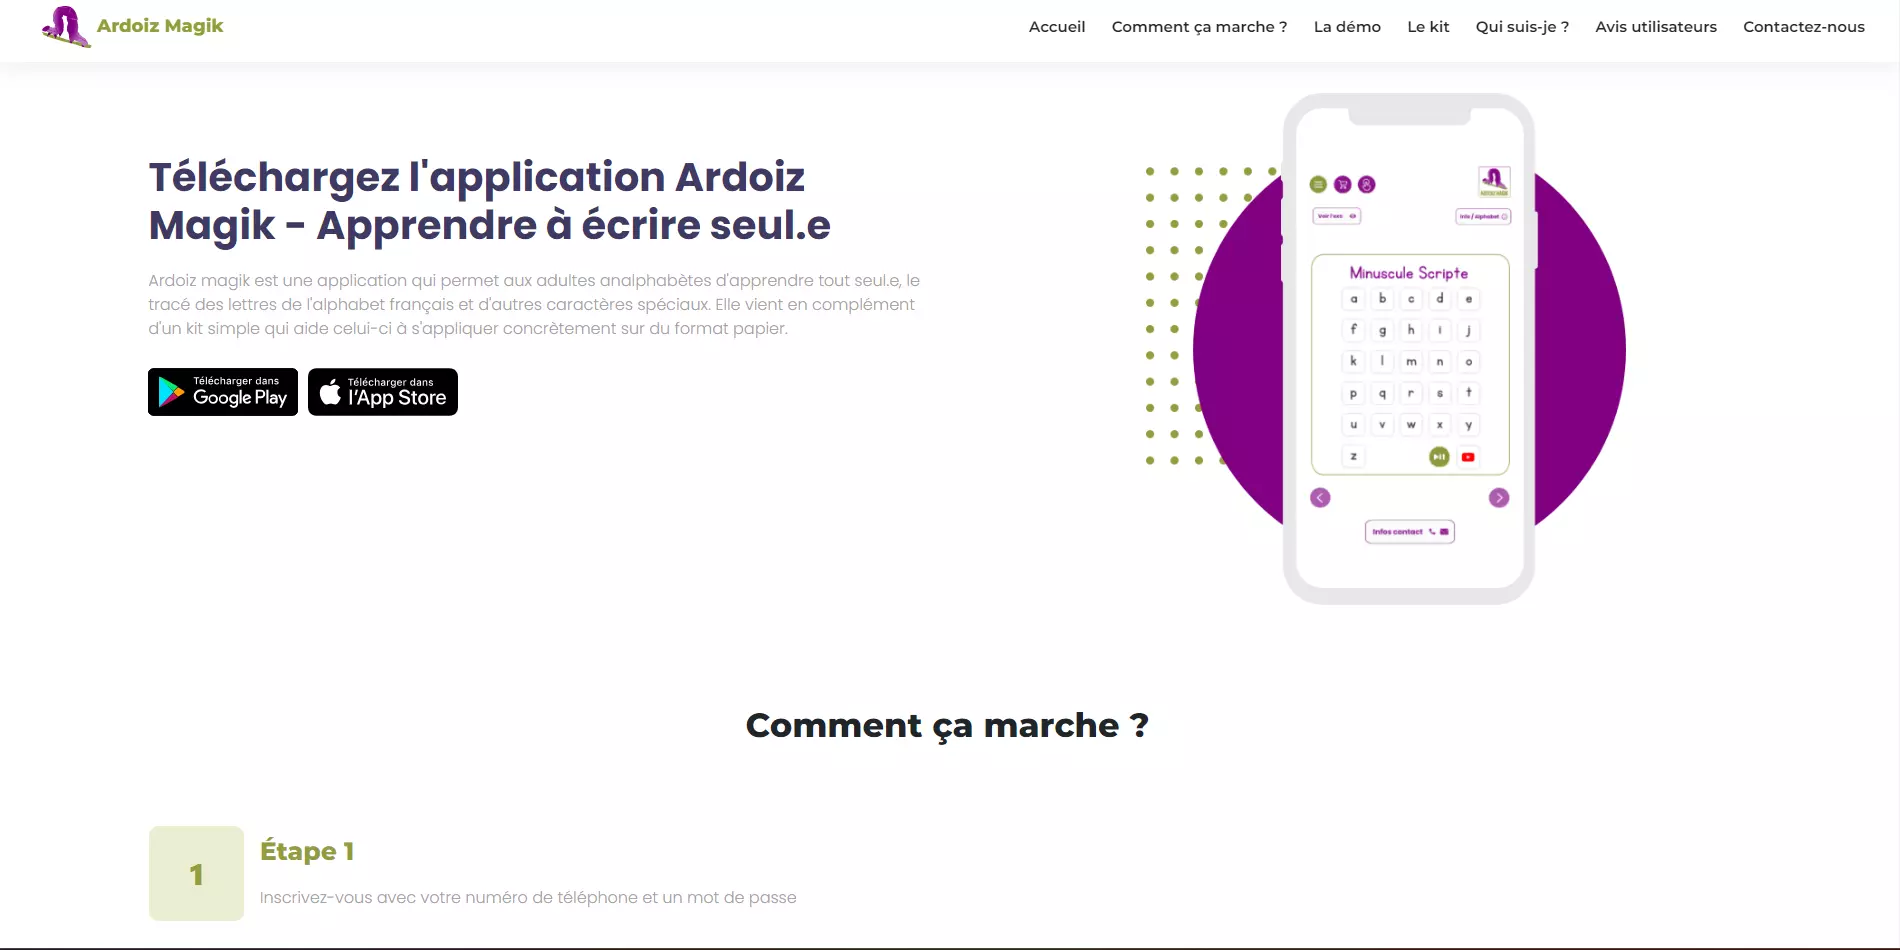 Ardoiz Magik
Accueil
Comment ça marche ?
La démo
Le kit
Qui suis-je ?
Avis utilisateurs
Contactez-nous
Téléchargez l'application Ardoiz
Magik - Apprendre à écrire seul.e
Ardoiz magik est une application qui permet aux adultes analphabètes d'apprendre tout seul.e, le
tracé des lettres de l'alphabet français et d'autres caractères spéciaux. Elle vient en complément
d'un kit simple qui aide celui-ci à s'appliquer concrètement sur du format papier.
Télécharger dans
Google Play
Télécharger dans
l'App Store
ARDOIZ MAGIK
Info / Alphabet
Minuscule Scripte
a b c d e
f g h i j
k l m n o
p q r s t
u v w x y
z
Infos contact
Comment ça marche ?
1
Étape 1
Inscrivez-vous avec votre numéro de téléphone et un mot de passe